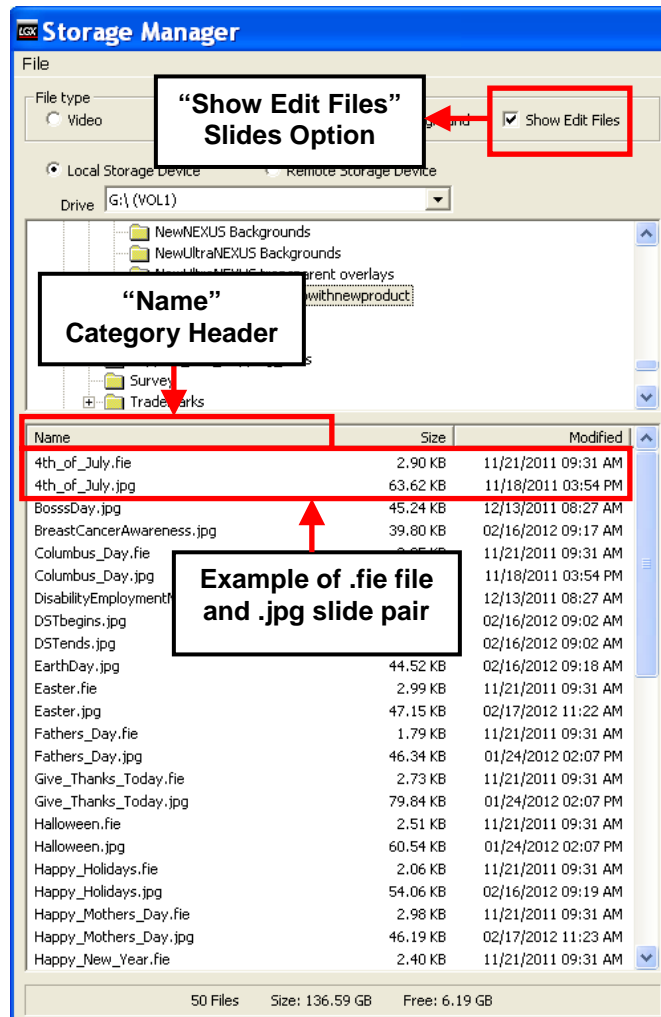 LGX Storage Manager
File
File type
Video
“Show Edit Files”
Slides Option
Show Edit Files
Local Storage Device
Remote Storage Device
Drive G:\ (VOL1)
NewNEXUS Backgrounds
NewUltraNEXUS Backgrounds
“Name”
Category Header
Survey
Trademarks
Name Size Modified
4th_of_July.fie 2.90 KB 11/21/2011 09:31 AM
4th_of_July.jpg 63.62 KB 11/18/2011 03:54 PM
BosssDay.jpg 45.24 KB 12/13/2011 08:27 AM
BreastCancerAwareness.jpg 39.80 KB 02/16/2012 09:17 AM
Columbus_Day.fie 11/21/2011 09:31 AM
Columbus_Day.jpg 11/18/2011 03:54 PM
Example of .fie file
and .jpg slide pair
12/13/2011 08:27 AM
DSTbegins.jpg 02/16/2012 09:02 AM
DSTends.jpg 02/16/2012 09:02 AM
EarthDay.jpg 44.52 KB 02/16/2012 09:18 AM
Easter.fie 2.99 KB 11/21/2011 09:31 AM
Easter.jpg 47.15 KB 02/17/2012 11:22 AM
Fathers_Day.fie 1.79 KB 11/21/2011 09:31 AM
Fathers_Day.jpg 46.34 KB 01/24/2012 02:07 PM
Give_Thanks_Today.fie 2.73 KB 11/21/2011 09:31 AM
Give_Thanks_Today.jpg 79.84 KB 01/24/2012 02:07 PM
Halloween.fie 2.51 KB 11/21/2011 09:31 AM
Halloween.jpg 60.54 KB 01/24/2012 02:07 PM
Happy_Holidays.fie 2.06 KB 11/21/2011 09:31 AM
Happy_Holidays.jpg 54.06 KB 02/16/2012 09:19 AM
Happy_Mothers_Day.fie 2.98 KB 11/21/2011 09:31 AM
Happy_Mothers_Day.jpg 46.19 KB 02/17/2012 11:23 AM
Happy_New_Year.fie 2.40 KB 11/21/2011 09:31 AM
50 Files Size: 136.59 GB Free: 6.19 GB